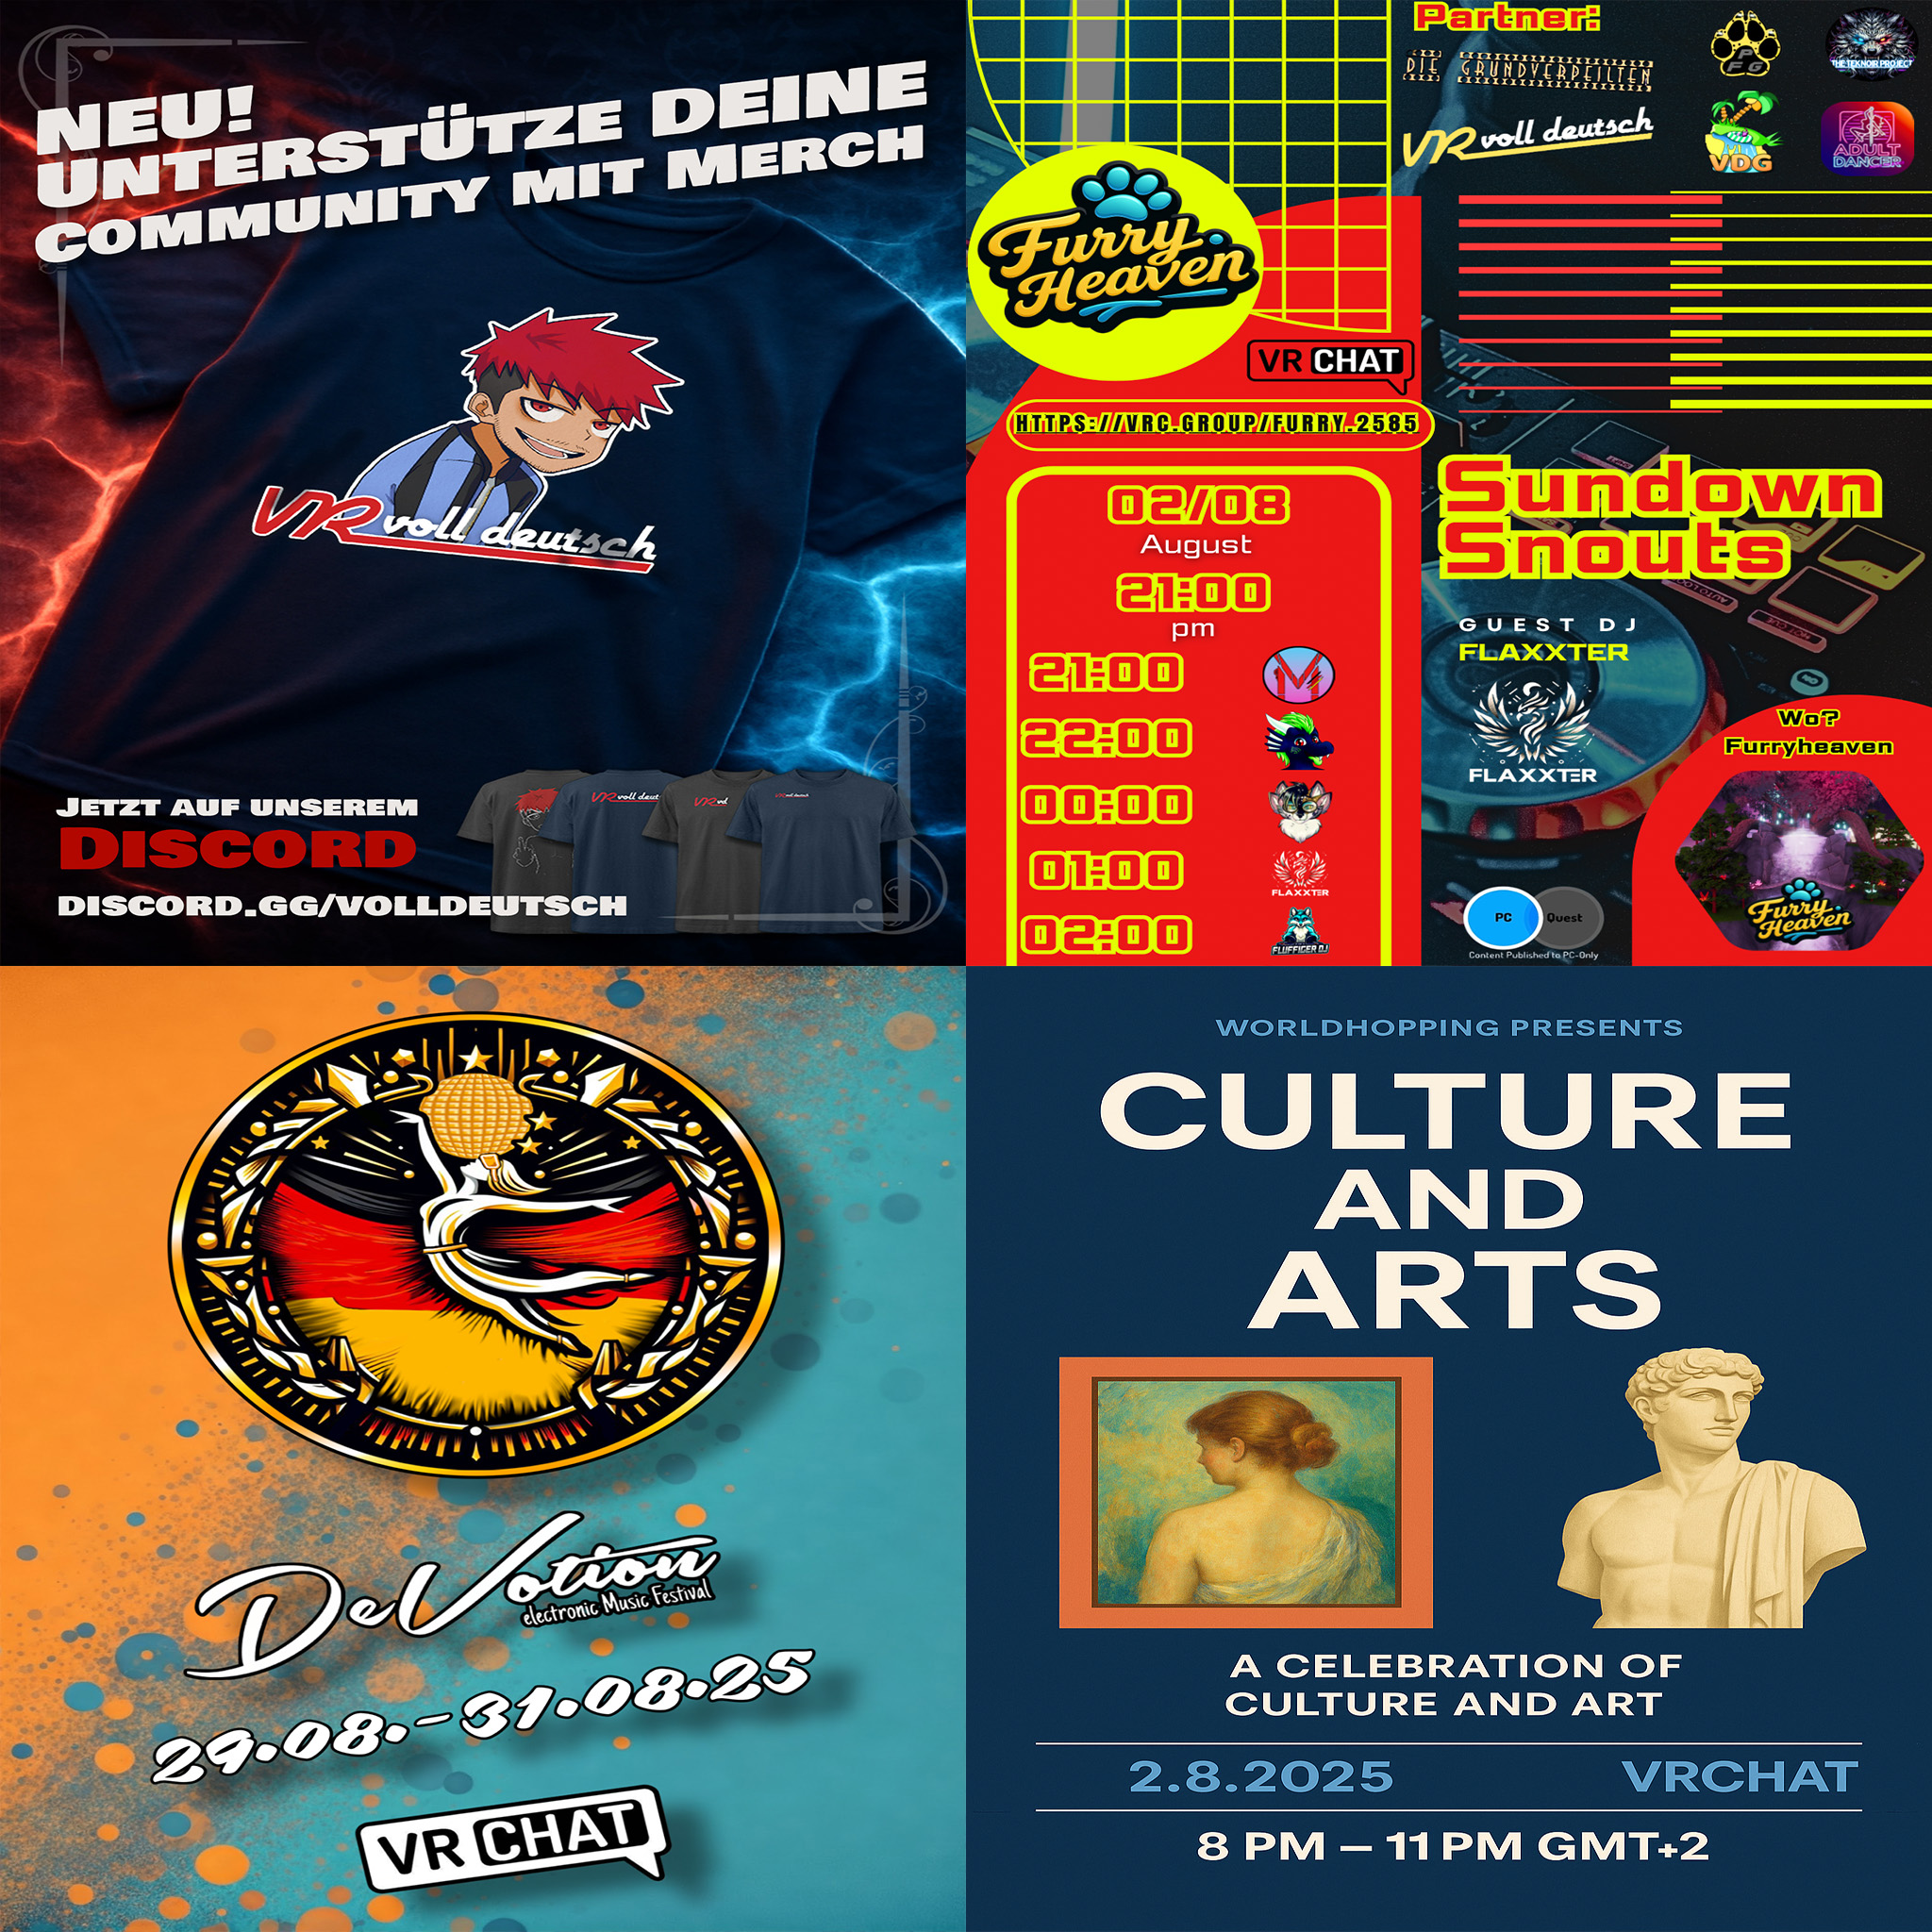 NEU!
UNTERSTÜTZE DEINE
COMMUNITY MIT MERCH
VR voll deutsch
JETZT AUF UNSEREM
DISCORD
DISCORD.GG/VOLLDEUTSCH
VR voll deutsch
Partner:
DIE GRUNDVERPEILTEN
PFG
THE TEKNOIR PROJECT
VR voll deutsch
VDG
ADULT
DANCER
Furry
Heaven
VRCHAT
HTTPS://VRC.GROUP/FURRY.2585
02/08
August
21:00
pm
21:00
22:00
00:00
01:00
FLAXXTER
02:00
FLUFFIGER DJ
Sundown
Snouts
GUEST DJ
FLAXXTER
FLAXXTER
Wo?
Furryheaven
Furry
Heaven
PC
Quest
Content Published to PC-Only
DeVotion
electronic Music Festival
29.08.-31.08.25
VRCHAT
WORLDHOPPING PRESENTS
CULTURE
AND
ARTS
A CELEBRATION OF
CULTURE AND ART
2.8.2025 VRCHAT
8 PM – 11 PM GMT+2